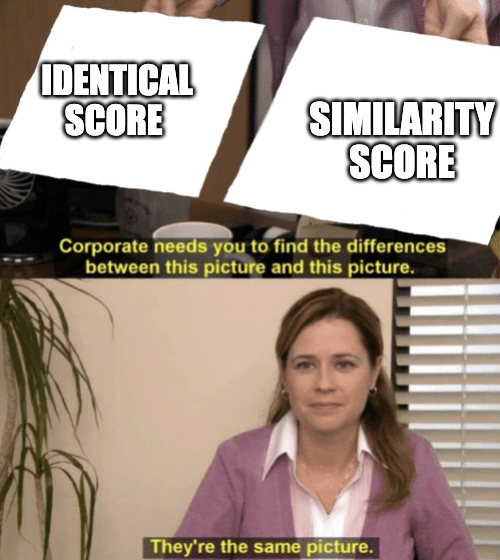 IDENTICAL
SCORE
SIMILARITY
SCORE
Corporate needs you to find the differences
between this picture and this picture.
They're the same picture.